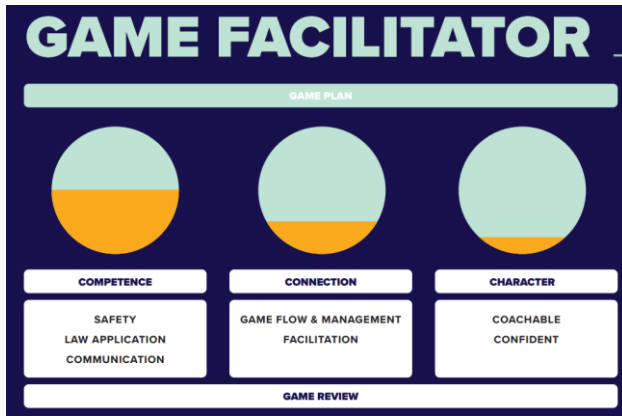 GAME FACILITATOR
GAME PLAN
COMPETENCE
SAFETY
LAW APPLICATION
COMMUNICATION
CONNECTION
GAME FLOW & MANAGEMENT
FACILITATION
CHARACTER
COACHABLE
CONFIDENT
GAME REVIEW